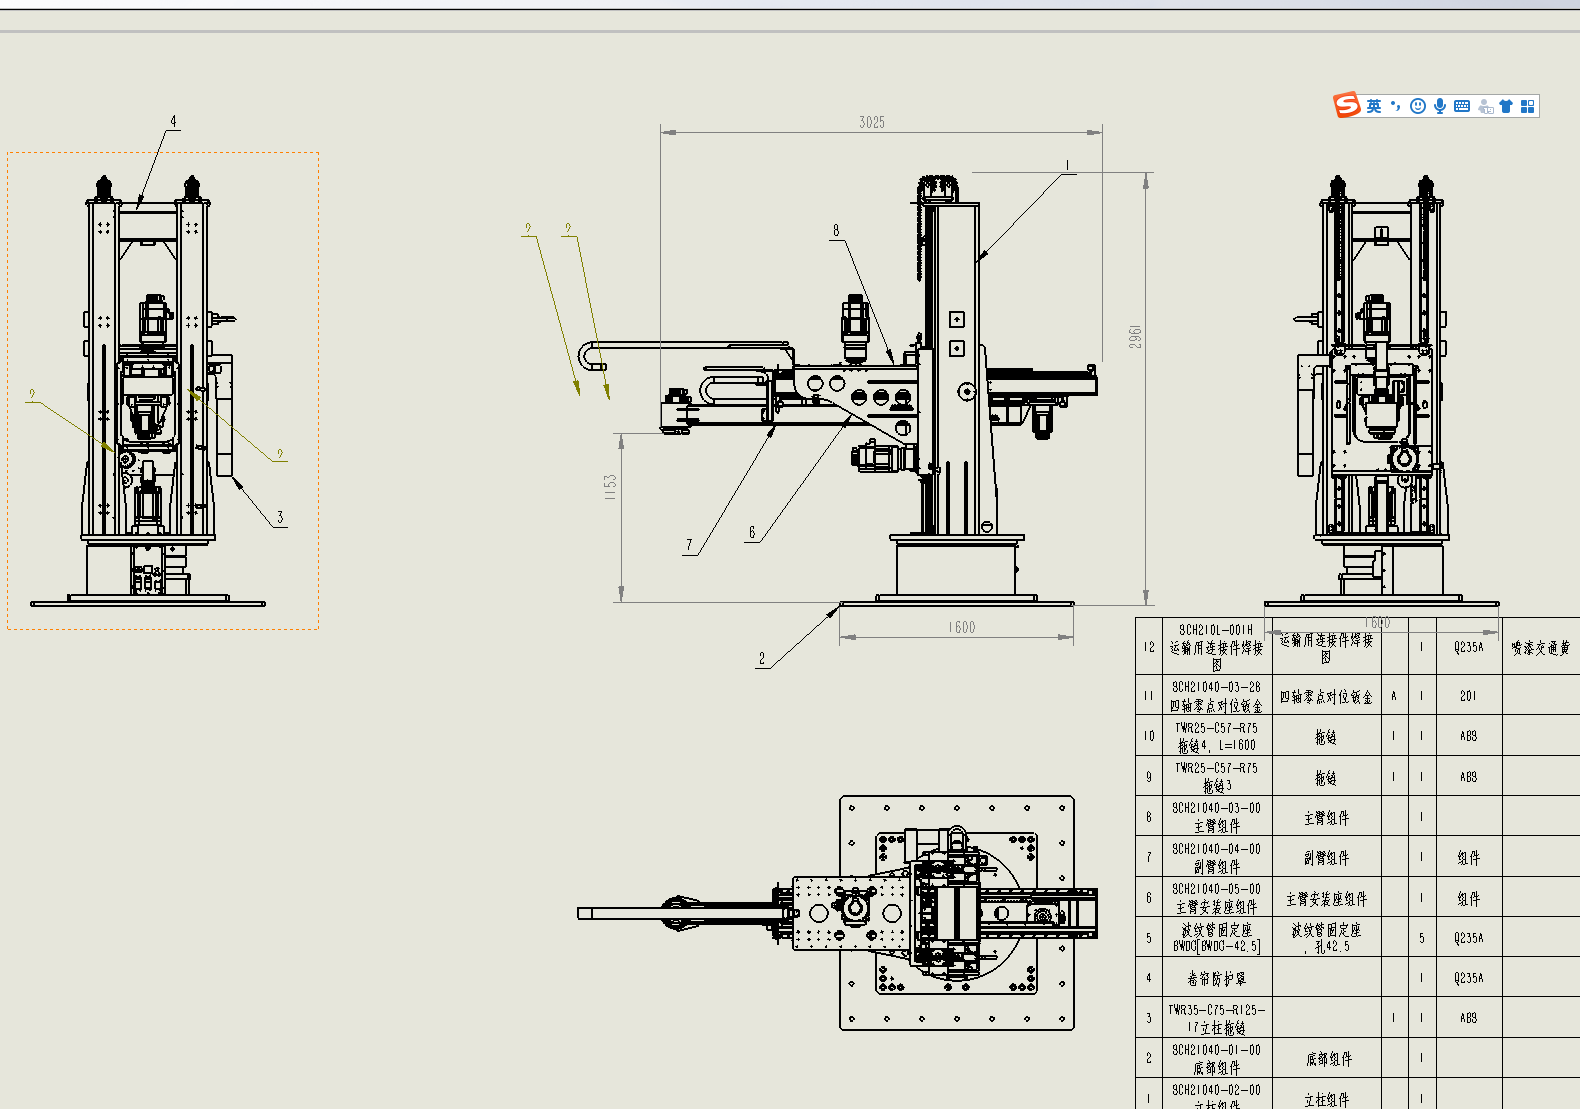 英
4
3025
1
?
?
8
2961
?
?
3
1153
7
6
2
1600
1600
12
SCH210L-001H
运输用连接件焊接
图
运输用连接件焊接
图
1
Q235A
喷漆交通黄
11
SCH21040-03-28
四轴零点对位钣金
四轴零点对位钣金
A
1
201
10
TWR25-C57-R75
拖链4, L=1600
拖链
1
1
ABS
9
TWR25-C57-R75
拖链3
拖链
1
1
ABS
8
SCH21040-03-00
主臂组件
主臂组件
1
7
SCH21040-04-00
副臂组件
副臂组件
1
组件
6
SCH21040-05-00
主臂安装座组件
主臂安装座组件
1
组件
5
波纹管固定座
BWDC[BWDC-42.5]
波纹管固定座
，孔42.5
5
Q235A
4
卷帘防护罩
1
Q235A
3
TWR35-C75-R125-
17立柱拖链
1
1
ABS
2
SCH21040-01-00
底部组件
底部组件
1
1
SCH21040-02-00
立柱组件
立柱组件
1